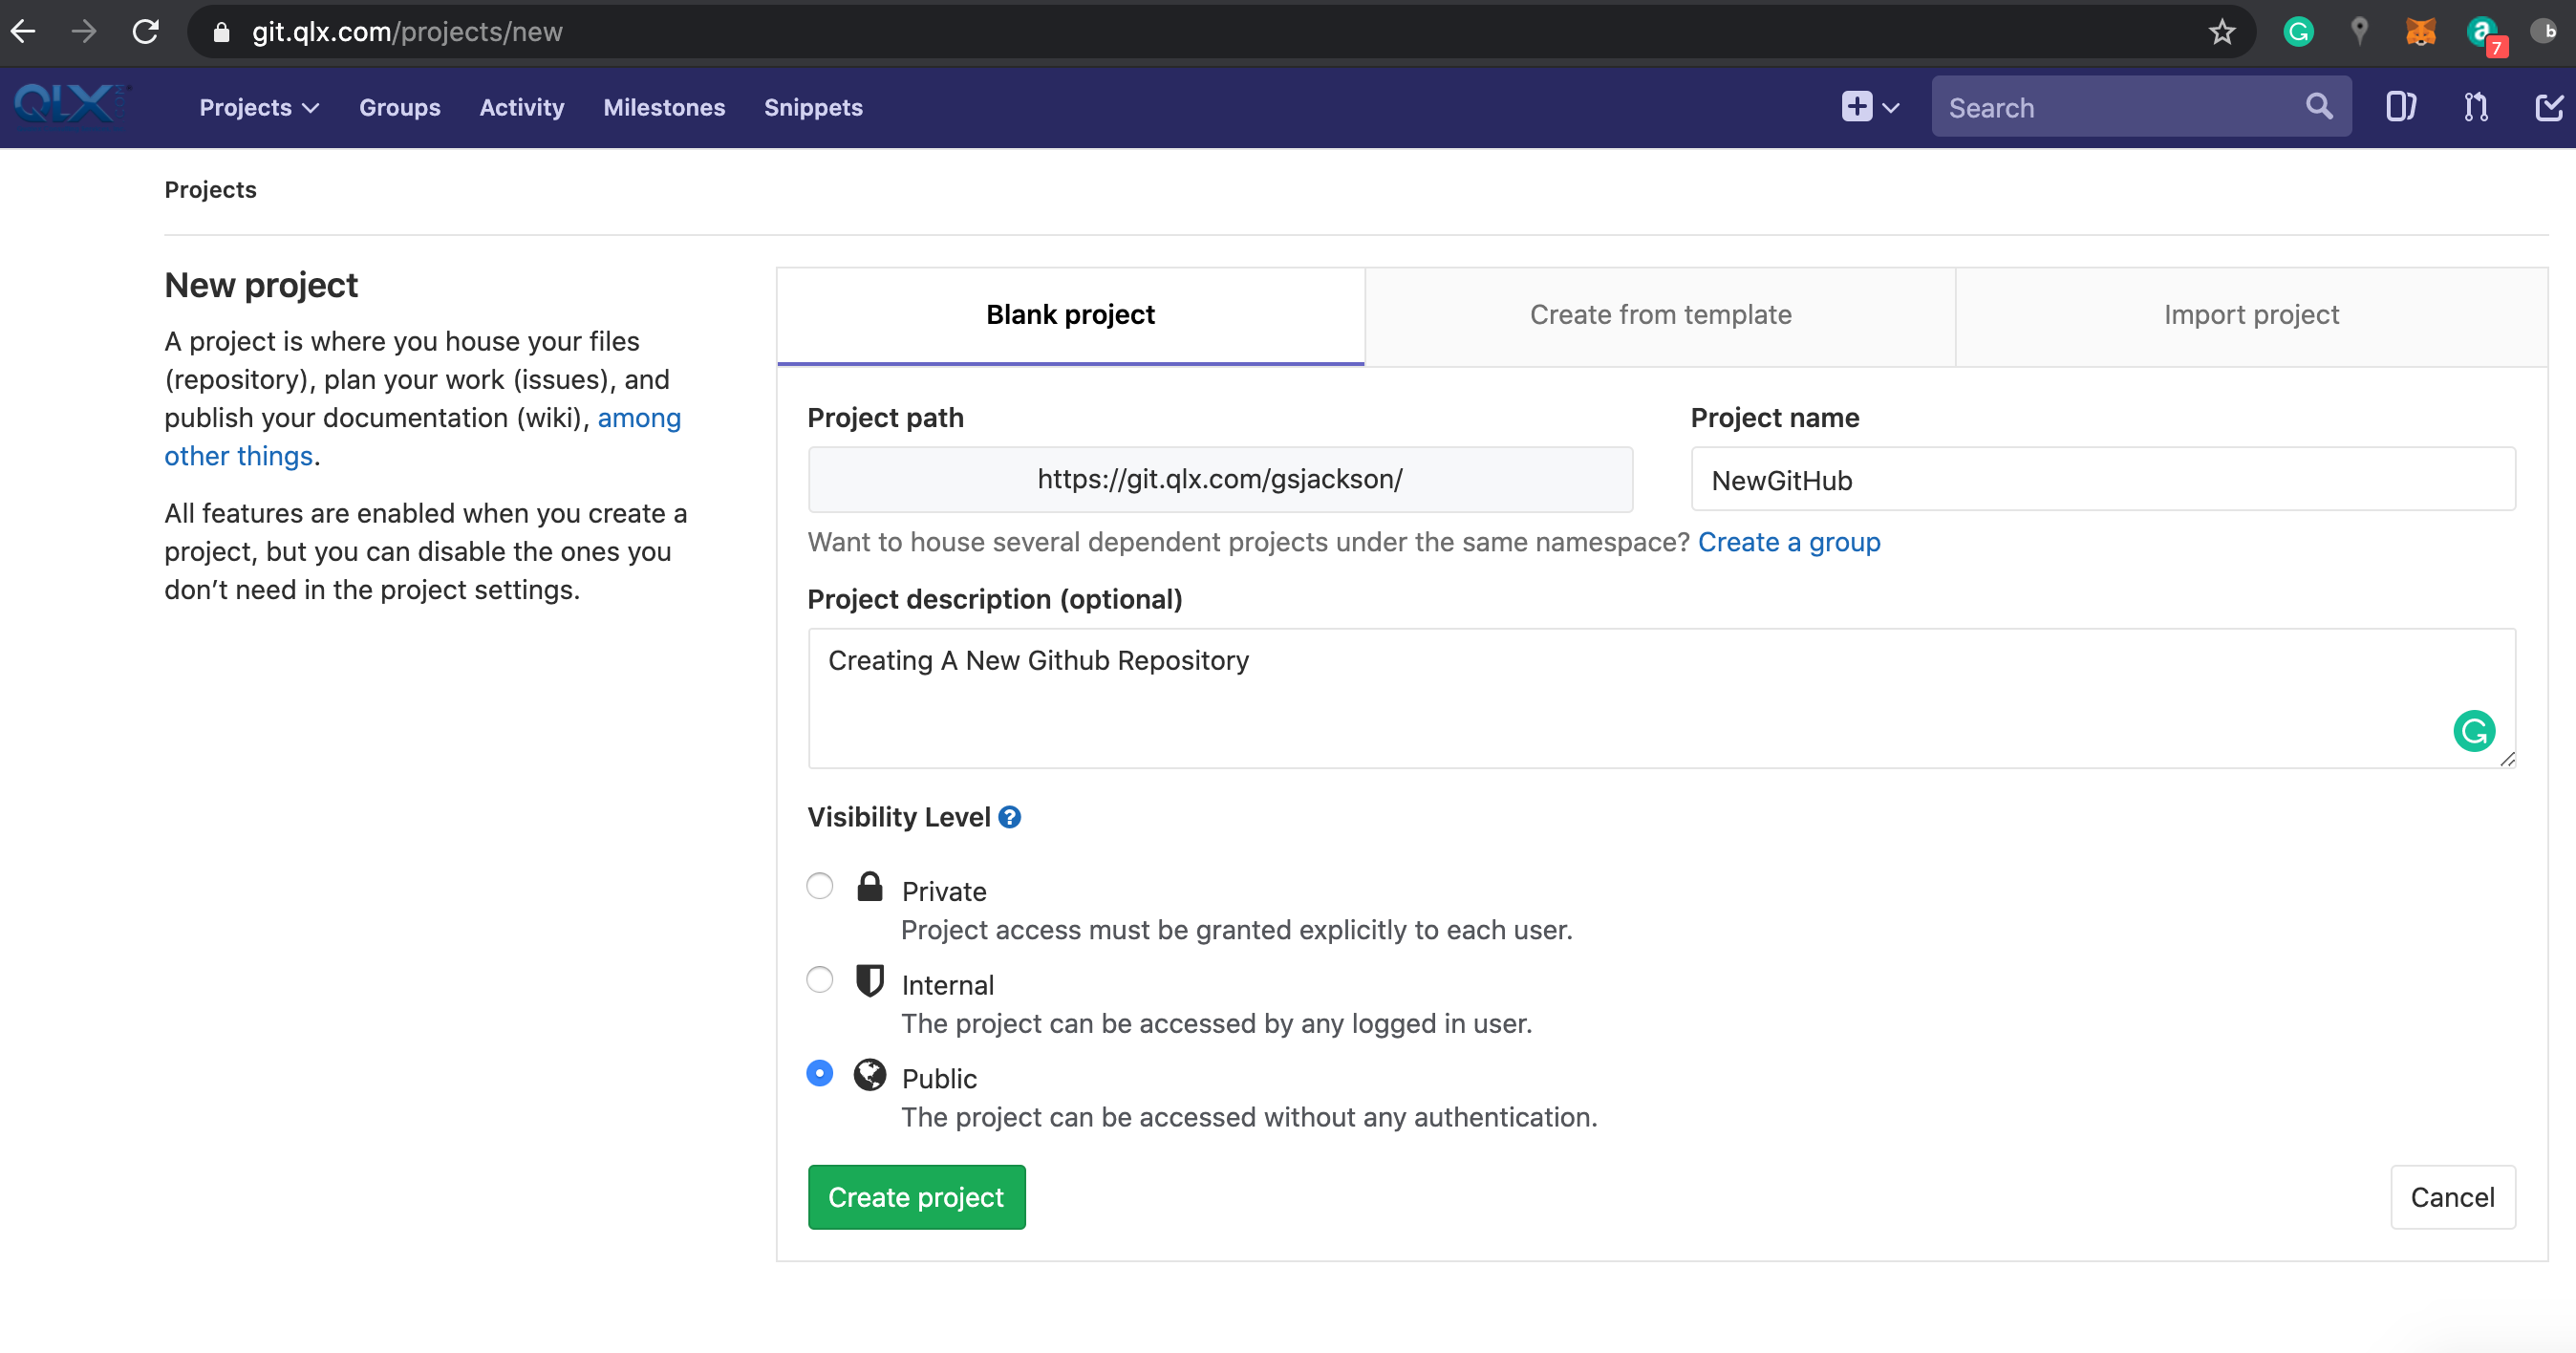 git.qlx.com/projects/new
7
b
QLX
Projects
Groups
Activity
Milestones
Snippets
Search
Projects
New project
A project is where you house your files
(repository), plan your work (issues), and
publish your documentation (wiki), among
other things.
All features are enabled when you create a
project, but you can disable the ones you
don’t need in the project settings.
Blank project
Create from template
Import project
Project path
Project name
https://git.qlx.com/gsjackson/
NewGitHub
Want to house several dependent projects under the same namespace? Create a group
Project description (optional)
Creating A New Github Repository
Visibility Level
Private
Project access must be granted explicitly to each user.
Internal
The project can be accessed by any logged in user.
Public
The project can be accessed without any authentication.
Create project
Cancel